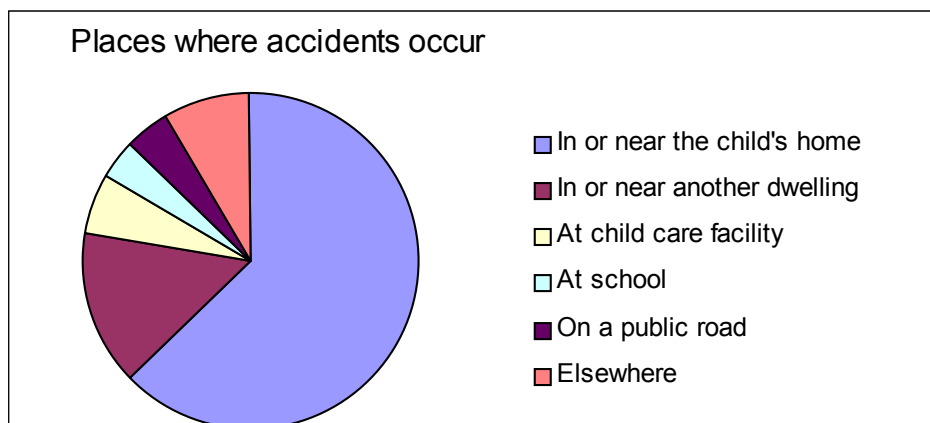 Places where accidents occur
In or near the child's home
In or near another dwelling
At child care facility
At school
On a public road
Elsewhere